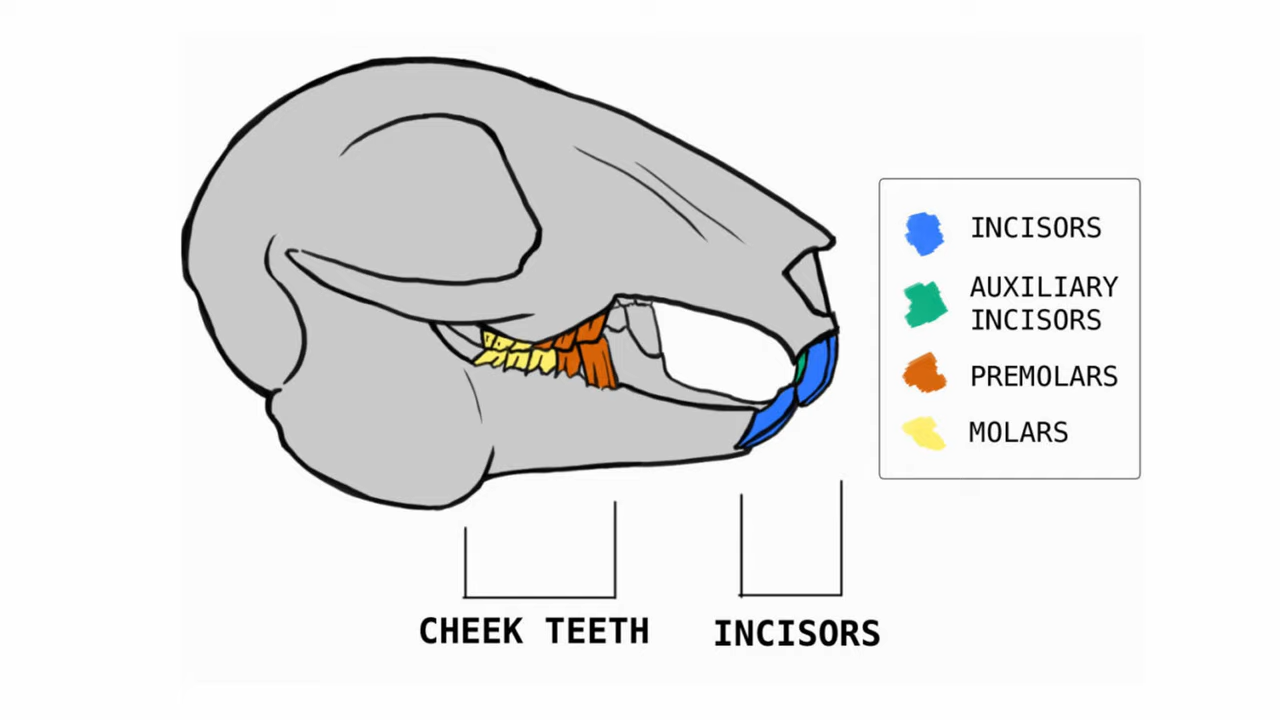 INCISORS
AUXILIARY
INCISORS
PREMOLARS
MOLARS
CHEEK TEETH
INCISORS